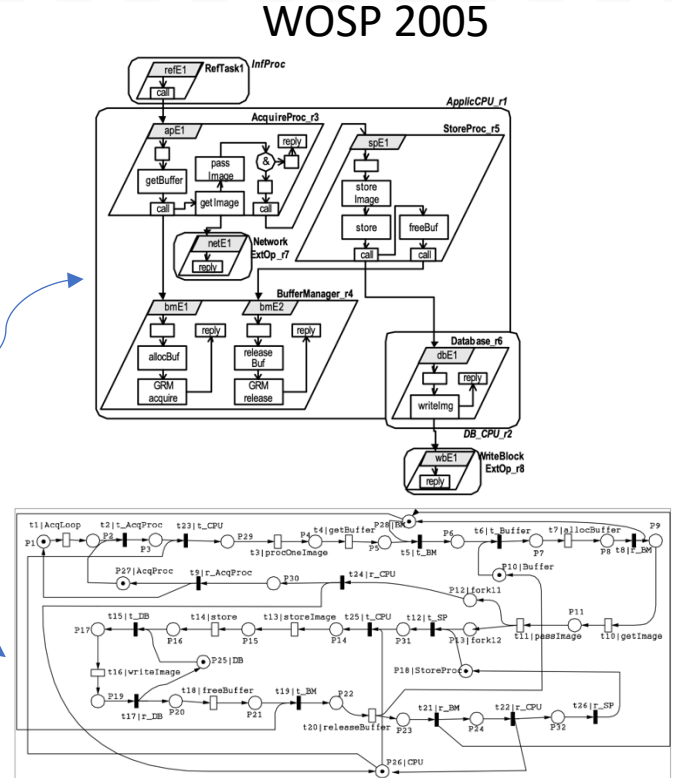 WOSP 2005
refE1
RefTask1
InfProc
call
ApplicCPU_r1
AcquireProc_r3
StoreProc_r5
apE1
reply
spE1
pass
Image
&
getBuffer
store
Image
call
getImage
call
store
freeBuf
netE1
Network
ExtOp_r7
reply
call
call
BufferManager_r4
bmE1
bmE2
reply
reply
Database_r6
dbE1
allocBuf
release
Buf
reply
GRM
acquire
GRM
release
writeImg
DB_CPU_r2
wbE1
WriteBlock
ExtOp_r8
reply
t1|AcqLoop
t2|t_AcqProc
t23|t_CPU
P28|BM
P9
P1
P2
P3
P29
t3|procOneImage
P4
t4|getBuffer
P5
t5|t_BM
P6
t6|t_Buffer
P7
t7|allocBuffer
P8
t8|r_BM
P27|AcqProc
t9|r_AcqProc
P30
t24|r_CPU
P10|Buffer
P12|fork11
P11
t15|t_DB
t14|store
t13|storeImage
t25|t_CPU
t12|t_SP
P17
P16
P15
P14
P31
P13|fork12
t11|passImage
t10|getImage
t16|writeImage
P25|DB
P18|StoreProc
P19
t17|r_DB
P20
t18|freeBuffer
P21
t19|t_BM
P22
t20|releaseBuffer
P23
t21|r_BM
P24
t22|r_CPU
P32
t26|r_SP
P26|CPU